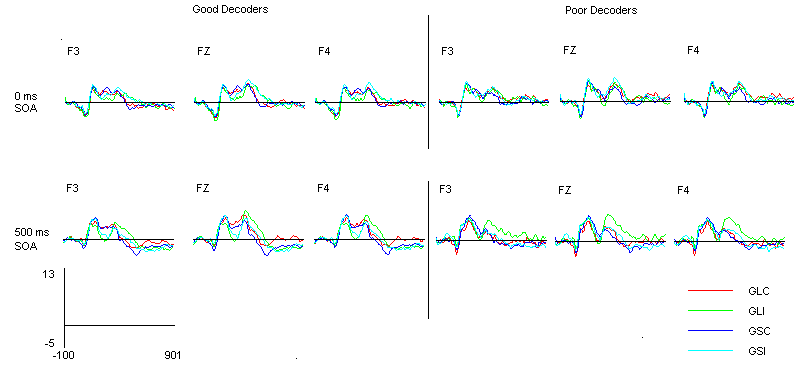 Good Decoders Poor Decoders
F3 FZ F4 F3 FZ F4
0 ms
SOA
F3 FZ F4 F3 FZ F4
500 ms
SOA
13
-5
-100 901
GLC
GLI
GSC
GSI